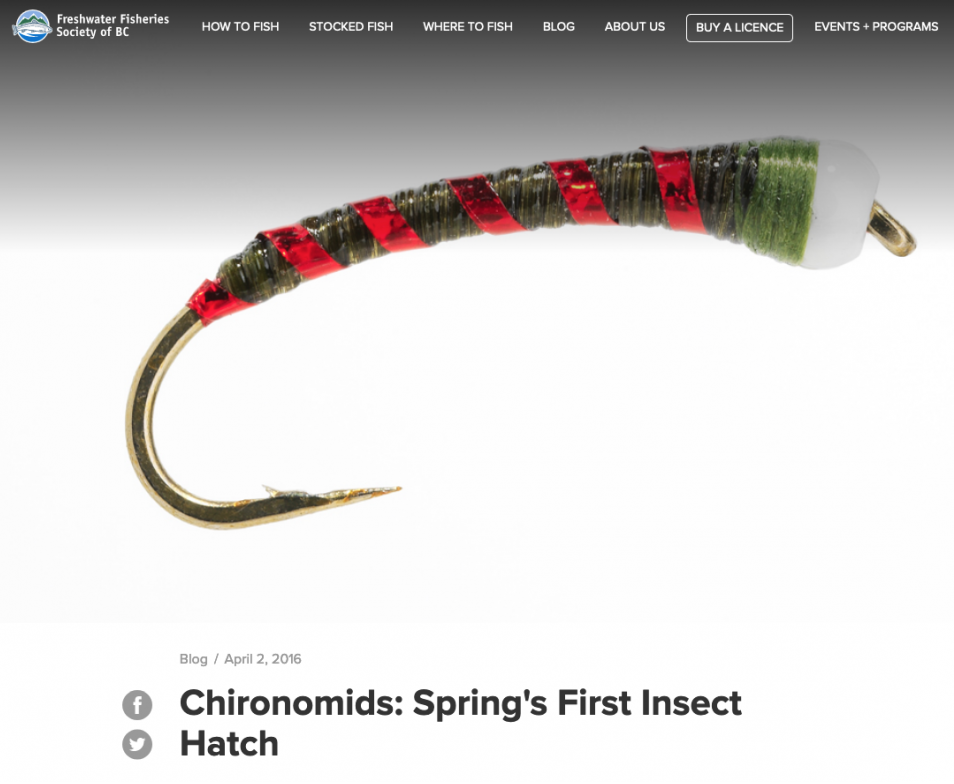 Freshwater Fisheries
Society of BC
HOW TO FISH
STOCKED FISH
WHERE TO FISH
BLOG
ABOUT US
BUY A LICENCE
EVENTS + PROGRAMS
Blog / April 2, 2016
Chironomids: Spring's First Insect
Hatch